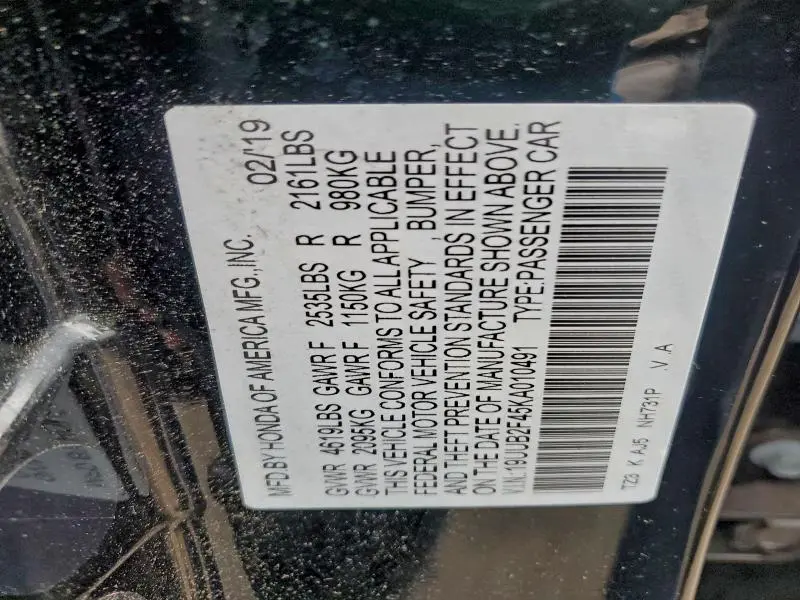 MFD.BY HONDA OF AMERICA MFG.,INC. 02/19
GVWR 4619LBS GAWR F 2535LBS R 2161LBS
GVWR 2095KG GAWR F 1150KG R 980KG
THIS VEHICLE CONFORMS TO ALL APPLICABLE
FEDERAL MOTOR VEHICLE SAFETY , BUMPER,
AND THEFT PREVENTION STANDARDS IN EFFECT
ON THE DATE OF MANUFACTURE SHOWN ABOVE.
V.I.N.: 19UUB2F45KA010491 TYPE:PASSENGER CAR
TZ3 K AJ5 NH731P .V .A